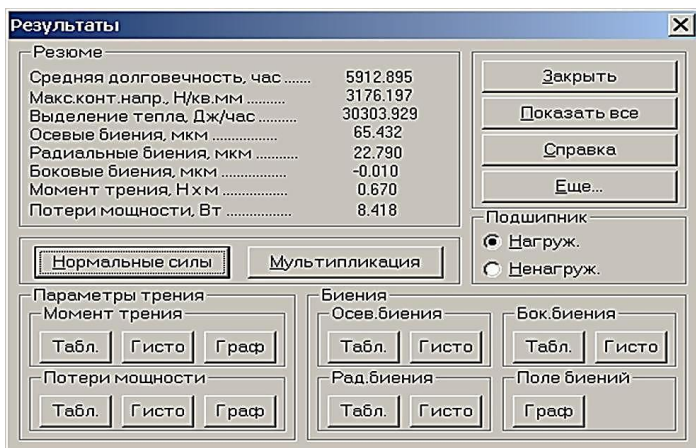 Результаты
Резюме
Средняя долговечность, час ....... 5912.895
Макс.конт.напр., Н/кв.мм .......... 3176.197
Выделение тепла, Дж/час .......... 30303.929
Осевые биения, мкм ................ 65.432
Радиальные биения, мкм ........... 22.790
Боковые биения, мкм ............... -0.010
Момент трения, Н х м ............... 0.670
Потери мощности, Вт ................ 8.418
Закрыть
Показать все
Справка
Еще...
Подшипник
Нагруж.
Ненагруж.
Нормальные силы Мультипликация
Параметры трения Биения
Момент трения Осев.биения Бок.биения
Табл. Гисто Граф Табл. Гисто Табл. Гисто
Потери мощности Рад.биения Поле биений
Табл. Гисто Граф Табл. Гисто Граф